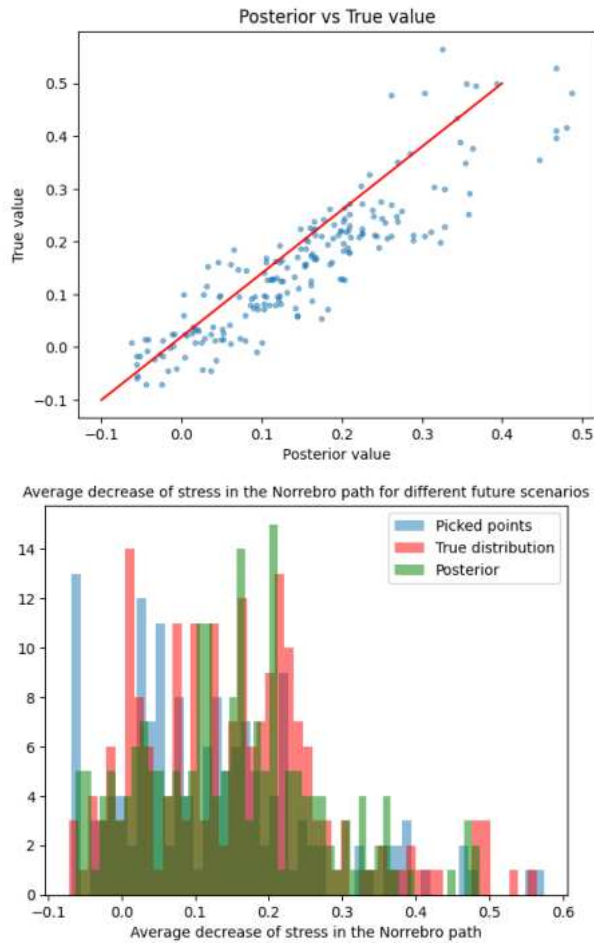 Posterior vs True value
True value
0.5
0.4
0.3
0.2
0.1
0.0
−0.1
−0.1 0.0 0.1 0.2 0.3 0.4 0.5
Posterior value
Average decrease of stress in the Norrebro path for different future scenarios
Picked points
True distribution
Posterior
14
12
10
8
6
4
2
0
−0.1 0.0 0.1 0.2 0.3 0.4 0.5 0.6
Average decrease of stress in the Norrebro path